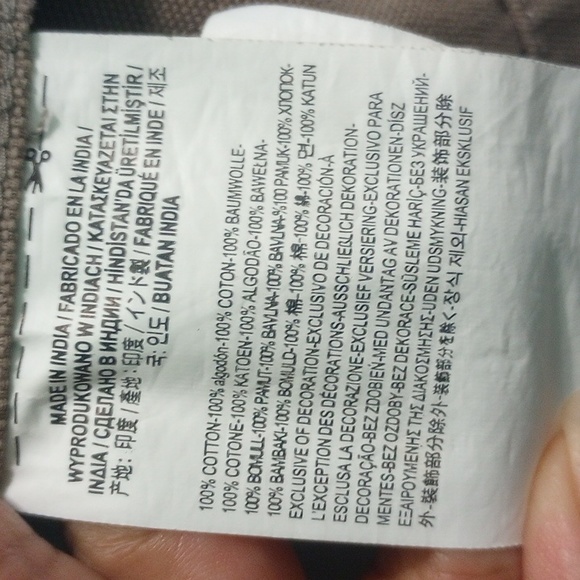 MADE IN INDIA / FABRICADO EN LA INDIA /
WYPRODUKOWANO W INDIACH / ΚΑΤΑΣΚΕΥΑΖΕΤΑΙ ΣΤΗΝ
ΙΝΔΙΑ / СДЕЛАНО В ИНДИИ / HİNDİSTAN'DA ÜRETİLMİŞTİR /
产地: 印度 / 產地: 印度 / インド製 / FABRIQUÉ EN INDE / 제조
국: 인도 / BUATAN INDIA
100% COTTON-100% algodón-100% COTON-100% BAUMWOLLE-
100% COTONE-100% KATOEN-100% ALGODÃO-100% BAWEŁNA-
100% BOMULL-100% PAMUT-100% BAVLNA-100% BAVLNA-%100 PAMUK-100% ХЛОПОК-
100% ΒΑΜΒΑΚΙ-100% BOMULD-100% 棉-100% 綿-100% 면-100% KATUN
EXCLUSIVE OF DECORATION-EXCLUSIVO DE DECORACIÓN-À
L'EXCEPTION DES DÉCORATIONS-AUSSCHLIEßLICH DEKORATION-
ESCLUSA LA DECORAZIONE-EXCLUSIEF VERSIERING-EXCLUSIVO PARA
DECORAÇÃO-BEZ ZDOBIEŃ-MED UNDANTAG AV DEKORATIONEN-DÍSZ
MENTES-BEZ OZDOBY-BEZ DEKORACE-SÜSLEME HARİÇ-БЕЗ УКРАШЕНИЙ-
ΕΞΑΙΡΟΥΜΕΝΗΣ ΤΗΣ ΔΙΑΚΟΣΜΗΣΗΣ-UDEN UDSMYKNING-装饰部分除
外-裝飾部分除外-装飾部分を除く-장식 제외-HIASAN EKSKLUSIF